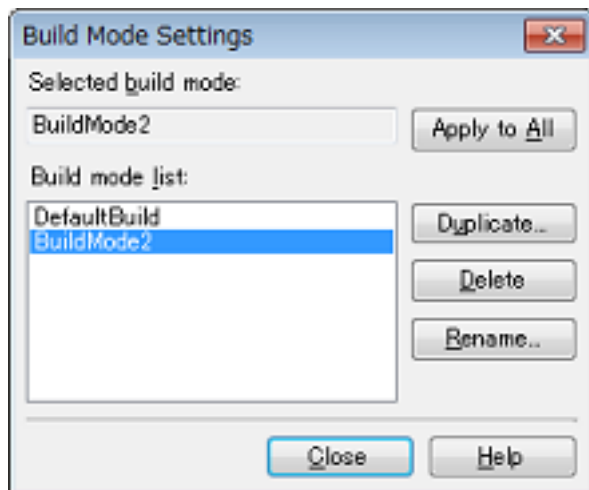 Build Mode Settings
Selected build mode:
BuildMode2
Apply to All
Build mode list:
DefaultBuild
BuildMode2
Duplicate...
Delete
Rename...
Close
Help